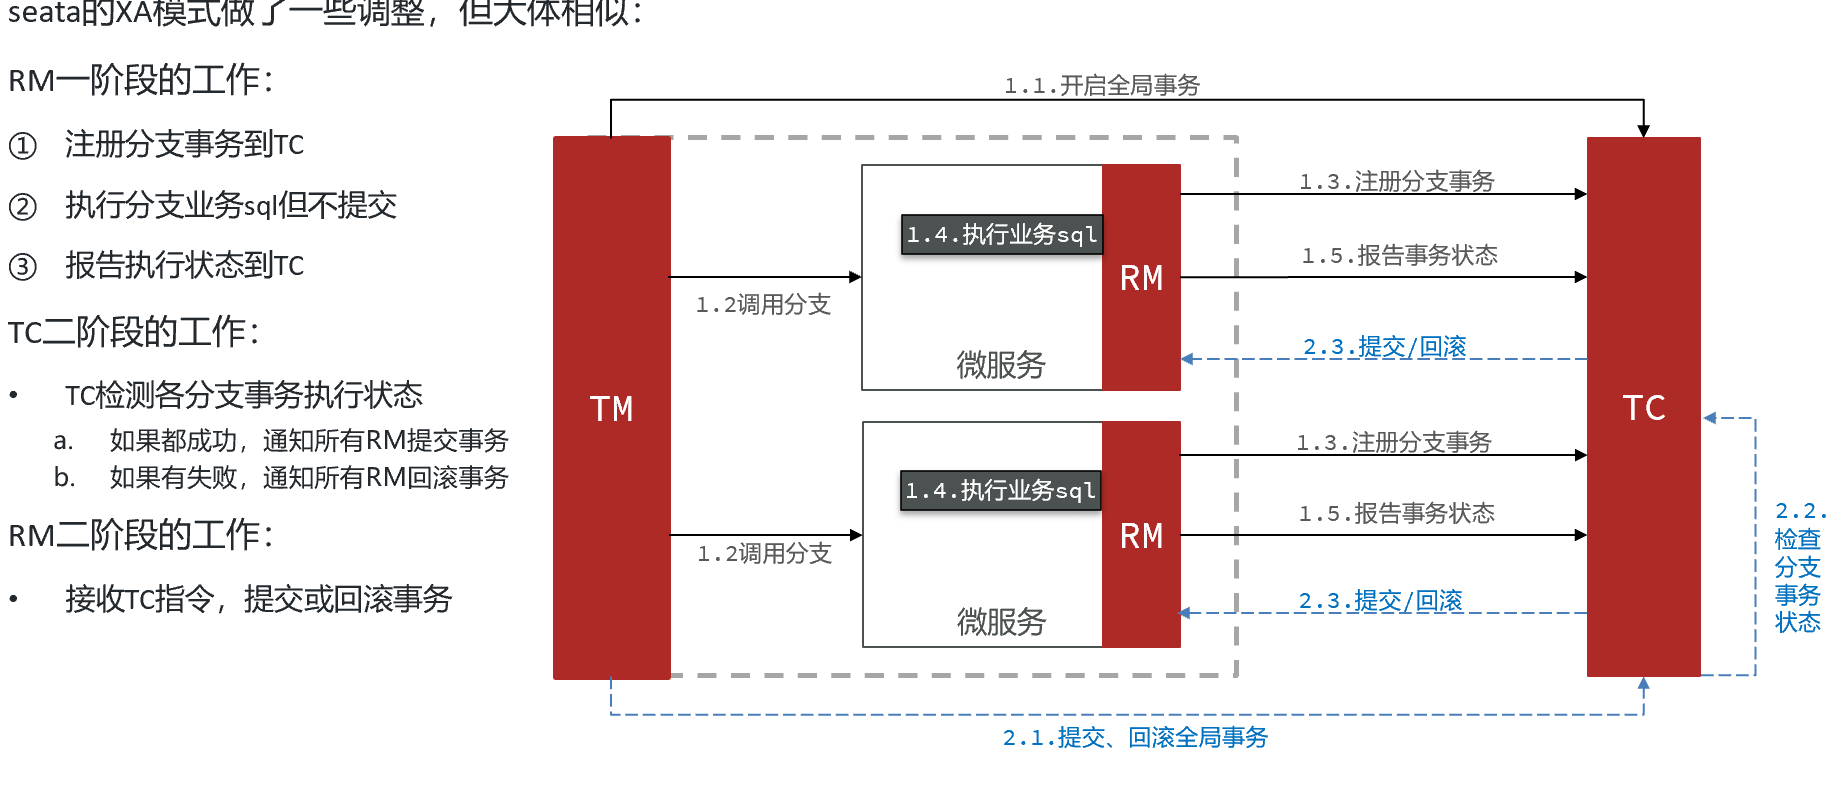 seata的XA模式做了一些调整，但大体相似：
RM一阶段的工作：
① 注册分支事务到TC
② 执行分支业务sql但不提交
③ 报告执行状态到TC
TC二阶段的工作：
• TC检测各分支事务执行状态
a. 如果都成功，通知所有RM提交事务
b. 如果有失败，通知所有RM回滚事务
RM二阶段的工作：
• 接收TC指令，提交或回滚事务
1.1.开启全局事务
TM
1.2调用分支
1.4.执行业务sql
RM
微服务
1.3.注册分支事务
1.5.报告事务状态
2.3.提交/回滚
1.2调用分支
1.4.执行业务sql
RM
微服务
1.3.注册分支事务
1.5.报告事务状态
2.3.提交/回滚
TC
2.2.
检查
分支
事务
状态
2.1.提交、回滚全局事务